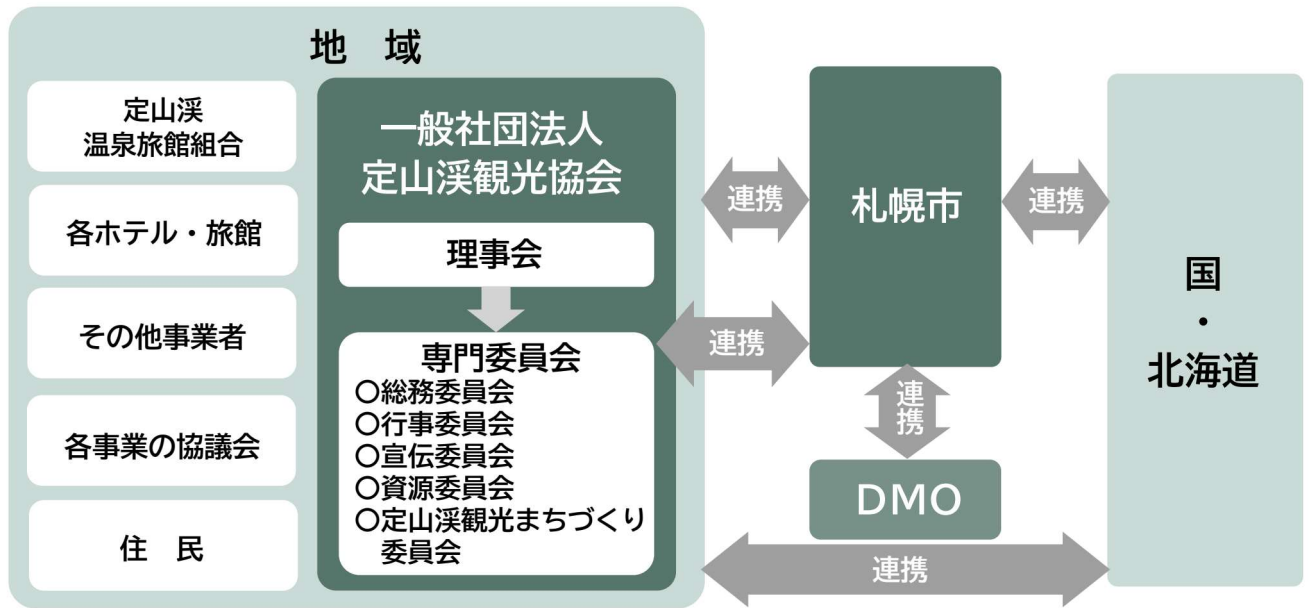 地 域
定山渓
温泉旅館組合
各ホテル・旅館
その他事業者
各事業の協議会
住 民
一般社団法人
定山渓観光協会
理事会
専門委員会
〇総務委員会
〇行事委員会
〇宣伝委員会
〇資源委員会
〇定山渓観光まちづくり
委員会
連携
連携
札幌市
連携
連携
DMO
連携
国
・
北海道